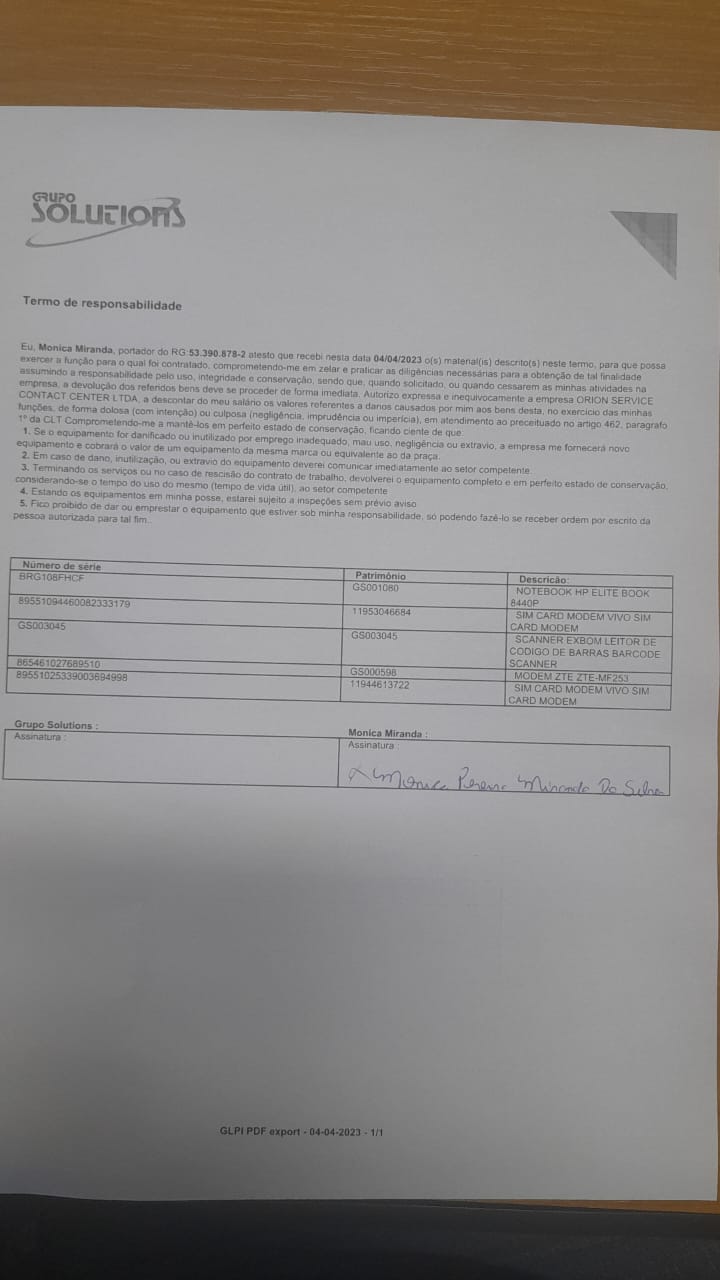 GRUPO
SOLUTIONS
Termo de responsabilidade
Eu, Monica Miranda, portador do RG:53.390.878-2 atesto que recebi nesta data 04/04/2023 o(s) material(is) descrito(s) neste termo, para que possa
exercer a função para o qual foi contratado, comprometendo-me em zelar e praticar as diligências necessárias para a obtenção de tal finalidade
assumindo a responsabilidade pelo uso, integridade e conservação, sendo que, quando solicitado, ou quando cessarem as minhas atividades na
empresa, a devolução dos referidos bens deve se proceder de forma imediata. Autorizo expressa e inequivocamente a empresa ORION SERVICE
CONTACT CENTER LTDA, a descontar do meu salário os valores referentes a danos causados por mim aos bens desta, no exercício das minhas
funções, de forma dolosa (com intenção) ou culposa (negligência, imprudência ou imperícia), em atendimento ao preceituado no artigo 462, paragrafo
1º da CLT Comprometendo-me a mantê-los em perfeito estado de conservação, ficando ciente de que:
1. Se o equipamento for danificado ou inutilizado por emprego inadequado, mau uso, negligência ou extravio, a empresa me fornecerá novo
equipamento e cobrará o valor de um equipamento da mesma marca ou equivalente ao da praça.
2. Em caso de dano, inutilização, ou extravio do equipamento deverei comunicar imediatamente ao setor competente.
3. Terminando os serviços ou no caso de rescisão do contrato de trabalho, devolverei o equipamento completo e em perfeito estado de conservação,
considerando-se o tempo do uso do mesmo (tempo de vida útil), ao setor competente
4. Estando os equipamentos em minha posse, estarei sujeito a inspeções sem prévio aviso
5. Fico proibido de dar ou emprestar o equipamento que estiver sob minha responsabilidade, só podendo fazê-lo se receber ordem por escrito da
pessoa autorizada para tal fim..
Número de série Patrimônio Descricão:
BRG108FHCF GS001080 NOTEBOOK HP ELITE BOOK
8440P
89551094460082333179 11953046684 SIM CARD MODEM VIVO SIM
CARD MODEM
GS003045 GS003045 SCANNER EXBOM LEITOR DE
CODIGO DE BARRAS BARCODE
SCANNER
865461027689510 GS000598 MODEM ZTE ZTE-MF253
89551025339003694998 11944613722 SIM CARD MODEM VIVO SIM
CARD MODEM
Grupo Solutions : Monica Miranda :
Assinatura : Assinatura :
Monica Pereira Miranda Da Silva
GLPI PDF export - 04-04-2023 - 1/1